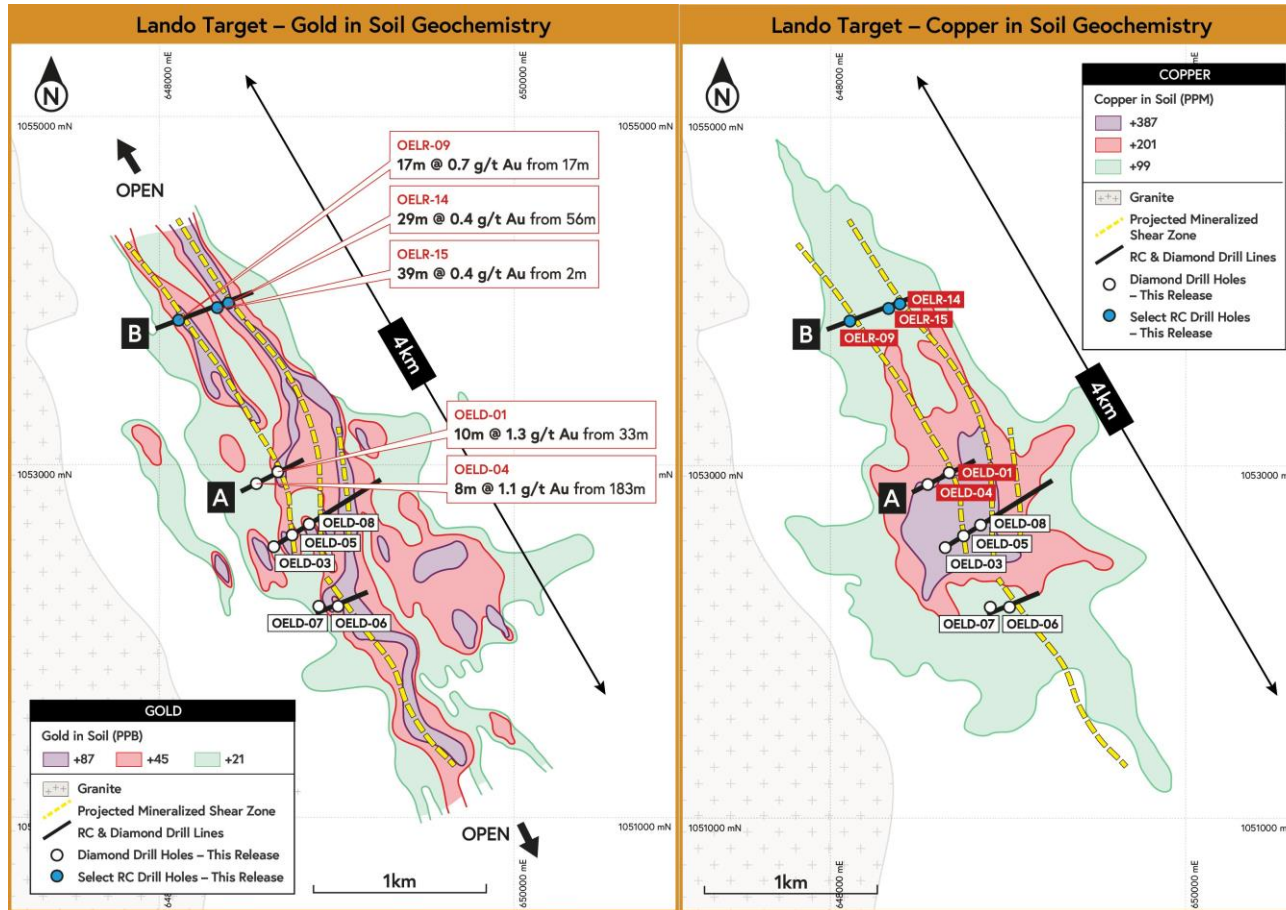 Lando Target – Gold in Soil Geochemistry
N
648000 mE
650000 mE
1055000 mN
OPEN
OELR-09
17m @ 0.7 g/t Au from 17m
OELR-14
29m @ 0.4 g/t Au from 56m
OELR-15
39m @ 0.4 g/t Au from 2m
B
4km
OELD-01
10m @ 1.3 g/t Au from 33m
OELD-04
8m @ 1.1 g/t Au from 183m
1053000 mN
A
OELD-08
OELD-05
OELD-03
OELD-07
OELD-06
GOLD
Gold in Soil (PPB)
+87 +45 +21
Granite
Projected Mineralized Shear Zone
RC & Diamond Drill Lines
Diamond Drill Holes – This Release
Select RC Drill Holes – This Release
OPEN
1051000 mN
1km
650000 mE
Lando Target – Copper in Soil Geochemistry
N
648000 mE
650000 mE
1055000 mN
COPPER
Copper in Soil (PPM)
+387
+201
+99
Granite
Projected Mineralized
Shear Zone
RC & Diamond Drill Lines
Diamond Drill Holes
– This Release
Select RC Drill Holes
– This Release
OELR-14
OELR-15
B
OELR-09
4km
OELD-01
1053000 mN
A
OELD-04
OELD-08
OELD-05
OELD-03
OELD-07
OELD-06
1051000 mN
1km
648000 mE
650000 mE